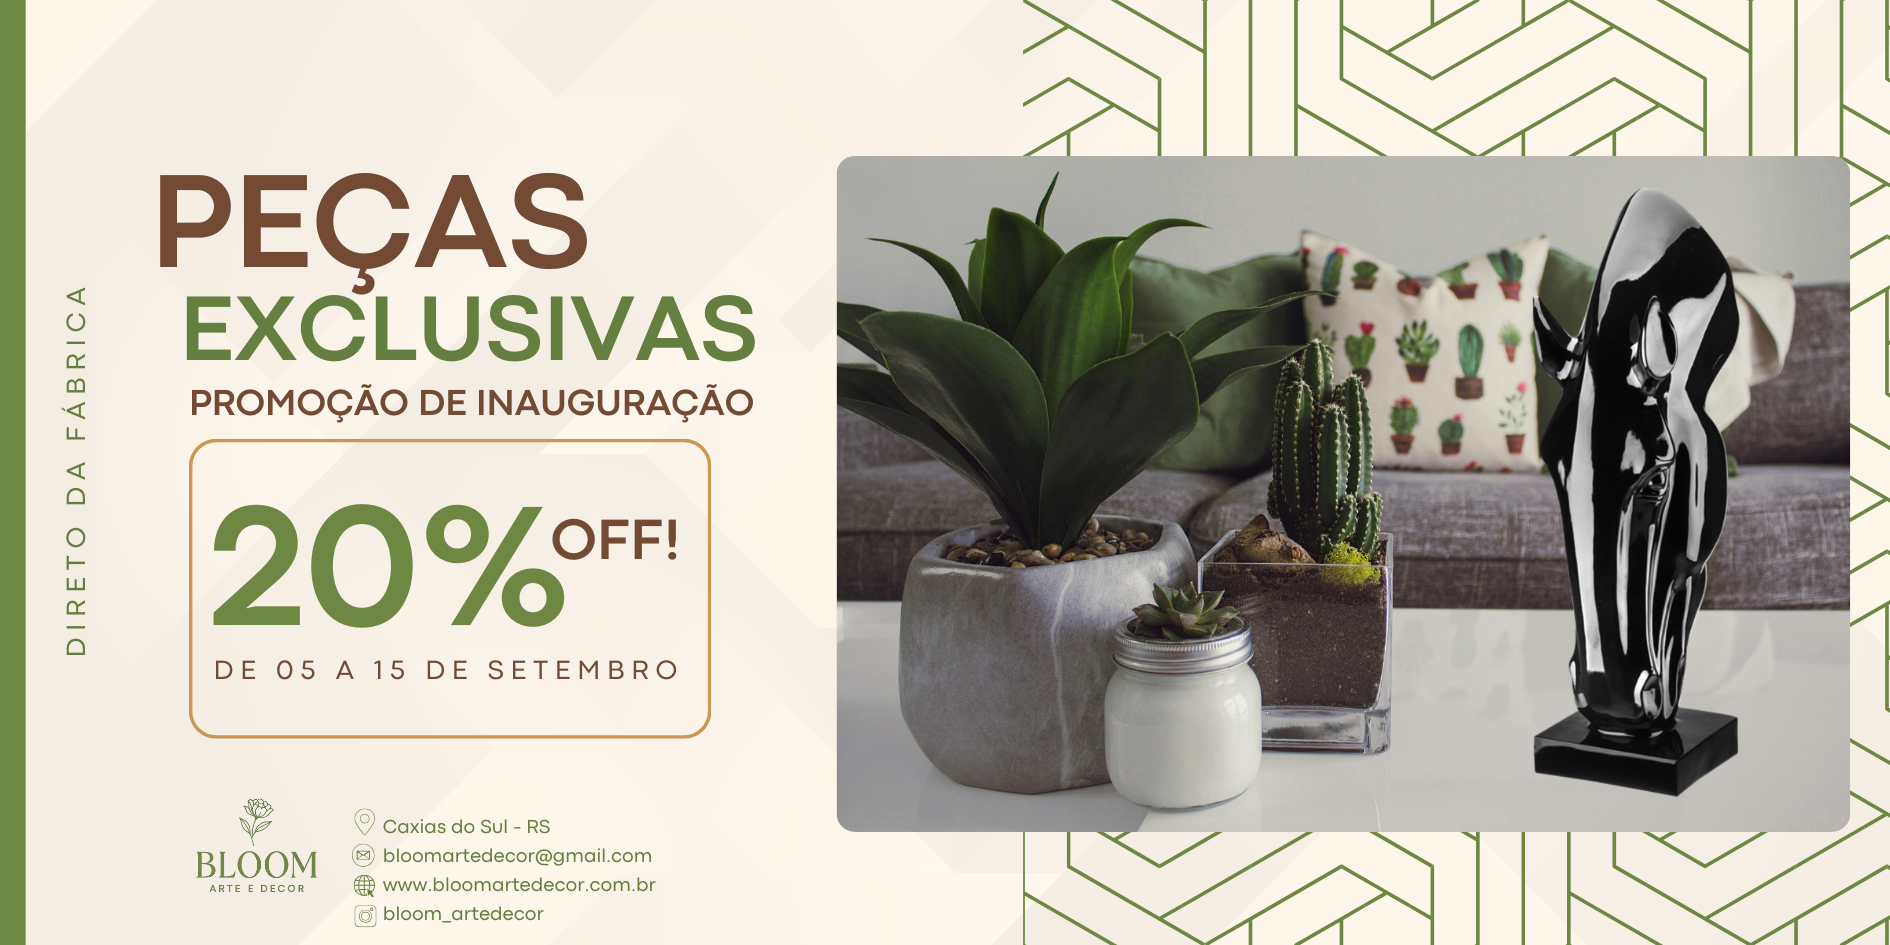 DIRETO DA FÁBRICA
PEÇAS
EXCLUSIVAS
PROMOÇÃO DE INAUGURAÇÃO
20% OFF!
DE 05 A 15 DE SETEMBRO
BLOOM
ARTE E DECOR
Caxias do Sul - RS
bloomartedecor@gmail.com
www.bloomartedecor.com.br
bloom_artedecor